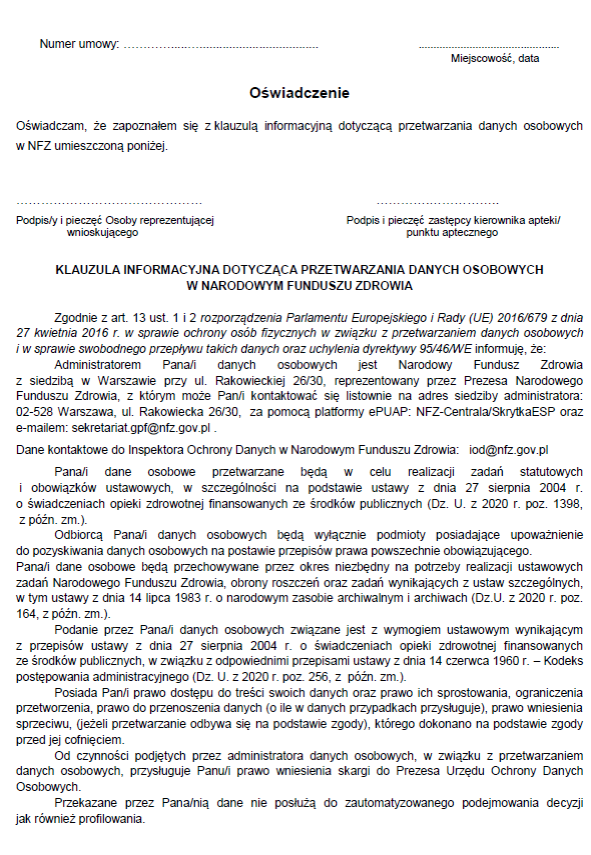 Numer umowy: ………….....…....................................
................................................
Miejscowość, data
Oświadczenie
Oświadczam, że zapoznałem się z klauzulą informacyjną dotyczącą przetwarzania danych osobowych
w NFZ umieszczoną poniżej.
……………………………………
……………………….
Podpis/y i pieczęć Osoby reprezentującej
wnioskującego
Podpis i pieczęć zastępcy kierownika apteki/
punktu aptecznego
KLAUZULA INFORMACYJNA DOTYCZĄCA PRZETWARZANIA DANYCH OSOBOWYCH
W NARODOWYM FUNDUSZU ZDROWIA
Zgodnie z art. 13 ust. 1 i 2 rozporządzenia Parlamentu Europejskiego i Rady (UE) 2016/679 z dnia
27 kwietnia 2016 r. w sprawie ochrony osób fizycznych w związku z przetwarzaniem danych osobowych
i w sprawie swobodnego przepływu takich danych oraz uchylenia dyrektywy 95/46/WE informuję, że:
Administratorem Pana/i danych osobowych jest Narodowy Fundusz Zdrowia
z siedzibą w Warszawie przy ul. Rakowieckiej 26/30, reprezentowany przez Prezesa Narodowego
Funduszu Zdrowia, z którym może Pan/i kontaktować się listownie na adres siedziby administratora:
02-528 Warszawa, ul. Rakowiecka 26/30, za pomocą platformy ePUAP: NFZ-Centrala/SkrytkaESP oraz
e-mailem: sekretariat.gpf@nfz.gov.pl .
Dane kontaktowe do Inspektora Ochrony Danych w Narodowym Funduszu Zdrowia: iod@nfz.gov.pl
Pana/i dane osobowe przetwarzane będą w celu realizacji zadań statutowych
i obowiązków ustawowych, w szczególności na podstawie ustawy z dnia 27 sierpnia 2004 r.
o świadczeniach opieki zdrowotnej finansowanych ze środków publicznych (Dz. U. z 2020 r. poz. 1398,
z późn. zm.).
Odbiorcą Pana/i danych osobowych będą wyłącznie podmioty posiadające upoważnienie
do pozyskiwania danych osobowych na postawie przepisów prawa powszechnie obowiązującego.
Pana/i dane osobowe będą przechowywane przez okres niezbędny na potrzeby realizacji ustawowych
zadań Narodowego Funduszu Zdrowia, obrony roszczeń oraz zadań wynikających z ustaw szczególnych,
w tym ustawy z dnia 14 lipca 1983 r. o narodowym zasobie archiwalnym i archiwach (Dz.U. z 2020 r. poz.
164, z późn. zm.).
Podanie przez Pana/i danych osobowych związane jest z wymogiem ustawowym wynikającym
z przepisów ustawy z dnia 27 sierpnia 2004 r. o świadczeniach opieki zdrowotnej finansowanych
ze środków publicznych, w związku z odpowiednimi przepisami ustawy z dnia 14 czerwca 1960 r. – Kodeks
postępowania administracyjnego (Dz. U. z 2020 r. poz. 256, z późn. zm.).
Posiada Pan/i prawo dostępu do treści swoich danych oraz prawo ich sprostowania, ograniczenia
przetworzenia, prawo do przenoszenia danych (o ile w danych przypadkach przysługuje), prawo wniesienia
sprzeciwu, (jeżeli przetwarzanie odbywa się na podstawie zgody), którego dokonano na podstawie zgody
przed jej cofnięciem.
Od czynności podjętych przez administratora danych osobowych, w związku z przetwarzaniem
danych osobowych, przysługuje Panu/i prawo wniesienia skargi do Prezesa Urzędu Ochrony Danych
Osobowych.
Przekazane przez Pana/nią dane nie posłużą do zautomatyzowanego podejmowania decyzji
jak również profilowania.